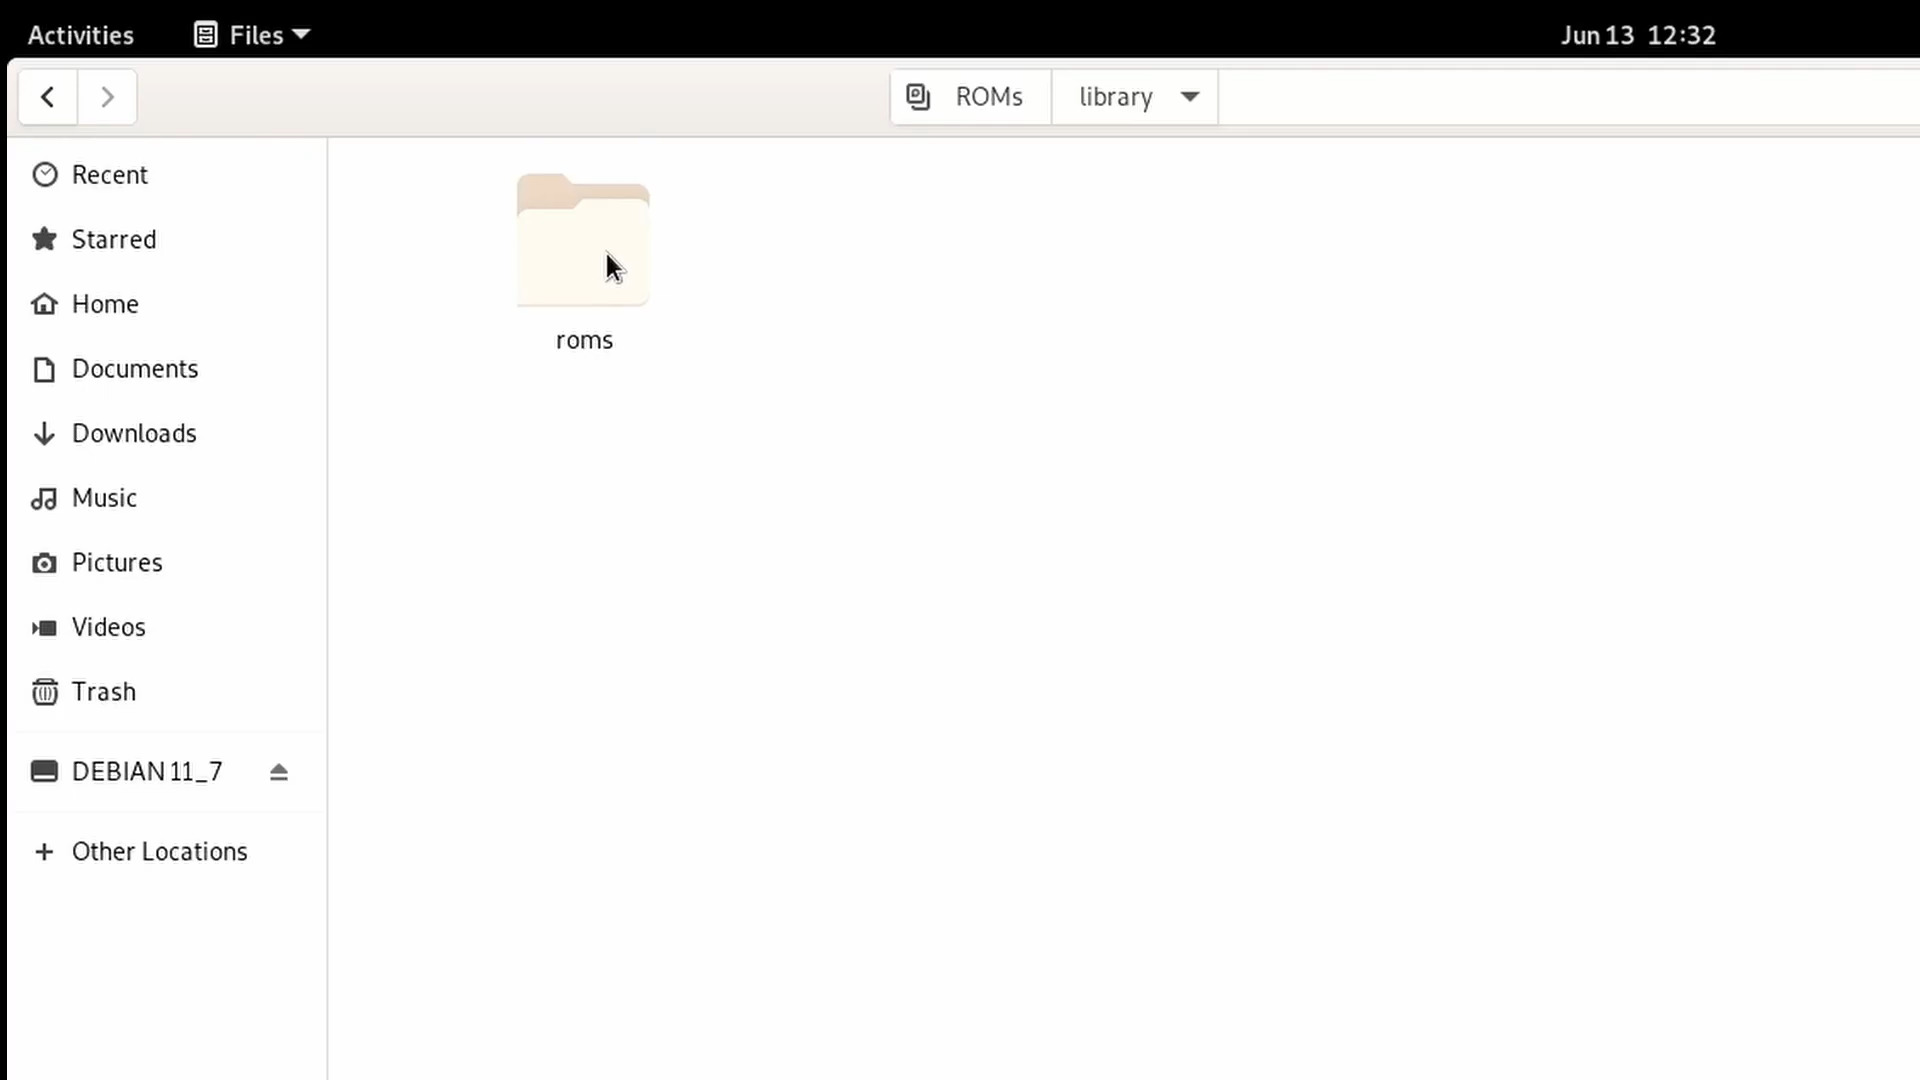 Activities
Files
Jun 13 12:32
ROMs
library
Recent
Starred
Home
Documents
Downloads
Music
Pictures
Videos
Trash
DEBIAN 11_7
Other Locations
roms